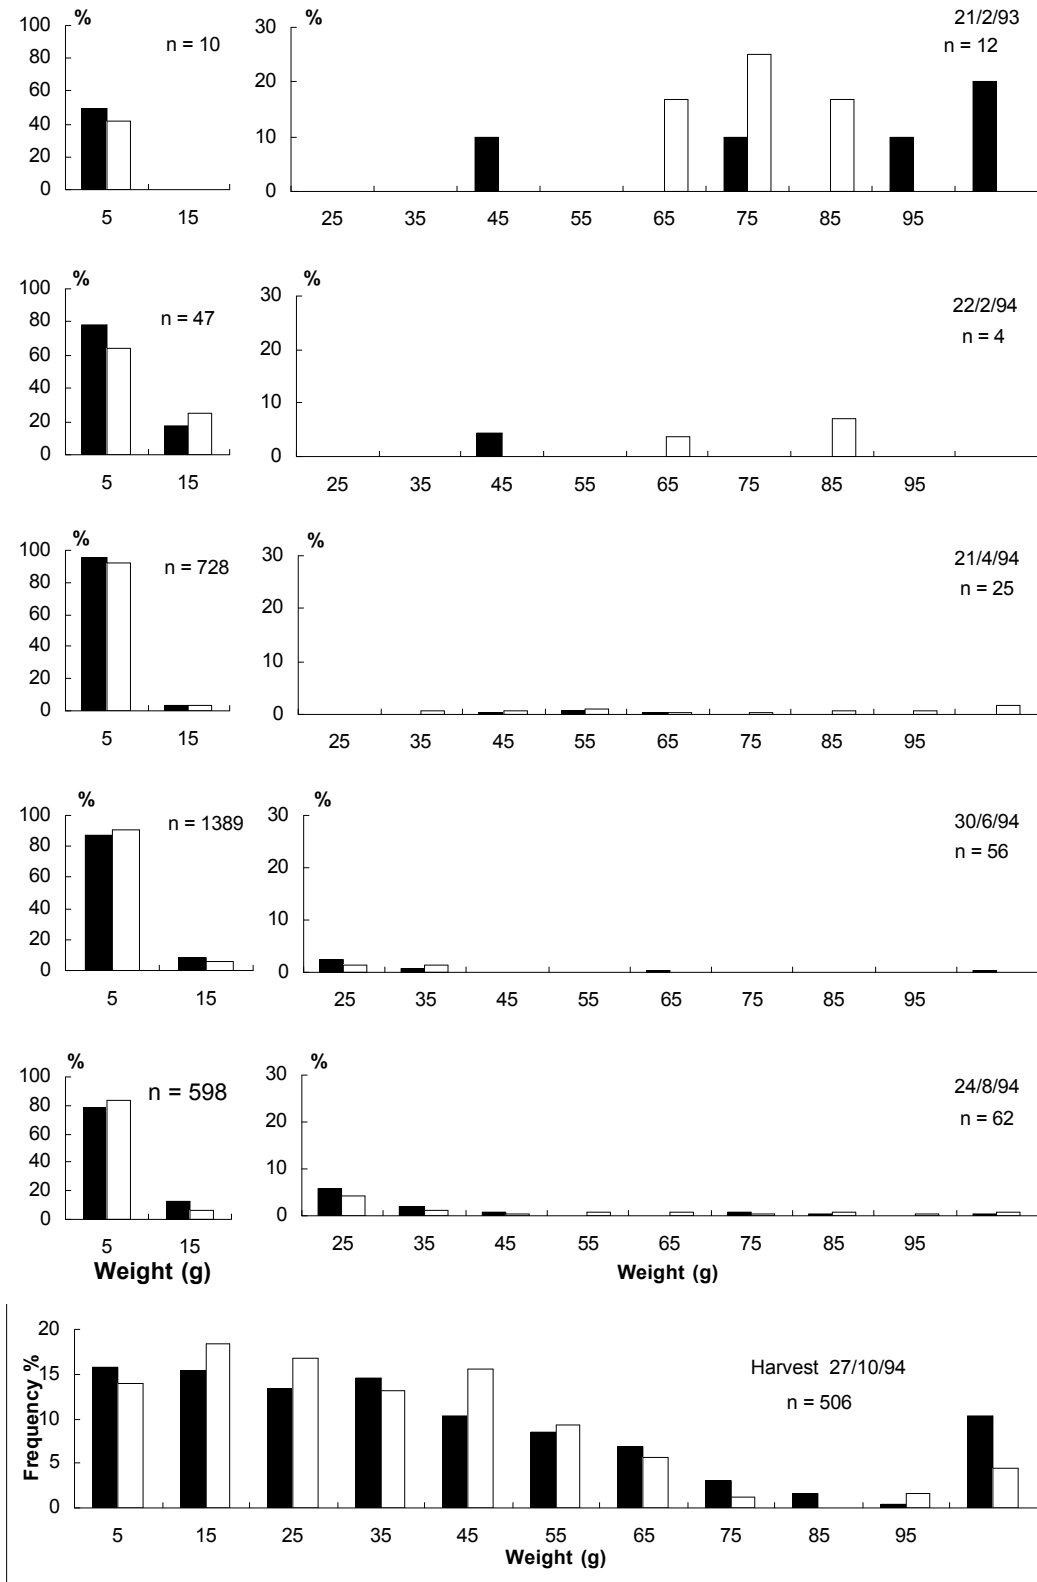 % % 21/2/93
100 n = 10 30 n = 12
80
60 20
40 10
20
0 0
5 15 25 35 45 55 65 75 85 95
% %
100 30 22/2/94
80 n = 47 n = 4
60 20
40 10
20
0 0
5 15 25 35 45 55 65 75 85 95
% %
100 30 21/4/94
80 n = 728 n = 25
60 20
40 10
20
0 0
5 15 25 35 45 55 65 75 85 95
% %
100 n = 1389 30 30/6/94
80 n = 56
60 20
40 10
20
0 0
5 15 25 35 45 55 65 75 85 95
% %
100 30 24/8/94
80 n = 598 n = 62
60 20
40 10
20
0 0
5 15 25 35 45 55 65 75 85 95
Weight (g) Weight (g)
Frequency %
20
15 Harvest 27/10/94
10 n = 506
5
0
5 15 25 35 45 55 65 75 85 95
Weight (g)